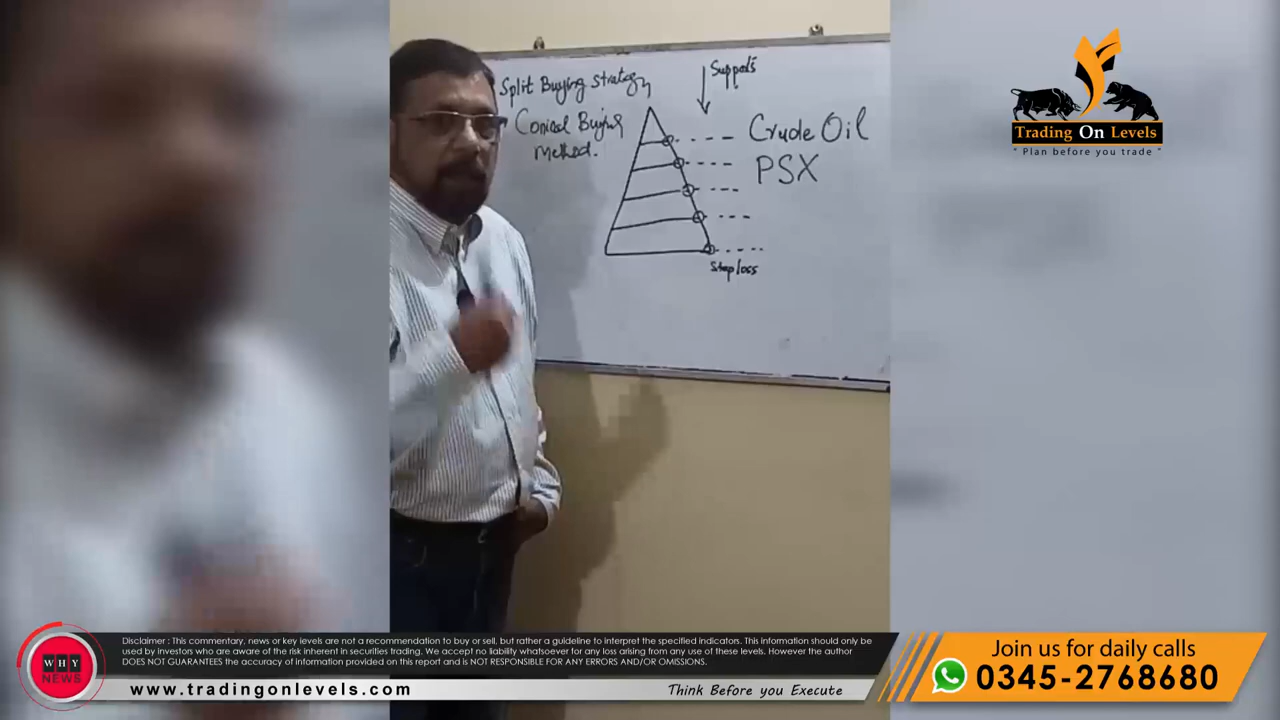 Split Buying Strategy
Conical Buying
Method.
Supports
Crude Oil
PSX
Stop loss
Trading On Levels
" Plan before you trade "
WHY
NEWS
Disclaimer : This commentary, news or key levels are not a recommendation to buy or sell, but rather a guideline to interpret the specified indicators. This information should only be
used by investors who are aware of the risk inherent in securities trading. We accept no liability whatsoever for any loss arising from any use of these levels. However the author
DOES NOT GUARANTEES the accuracy of information provided on this report and is NOT RESPONSIBLE FOR ANY ERRORS AND/OR OMISSIONS.
www.tradingonlevels.com
Think Before you Execute
Join us for daily calls
0345-2768680